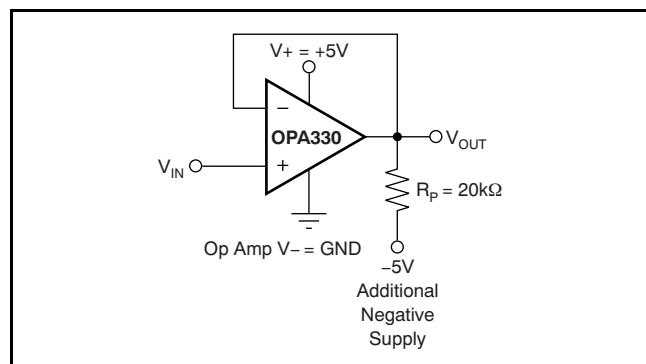 V+ = +5V
−
OPA330
+
V_IN
V_OUT
R_P = 20kΩ
Op Amp V− = GND
−5V
Additional
Negative
Supply